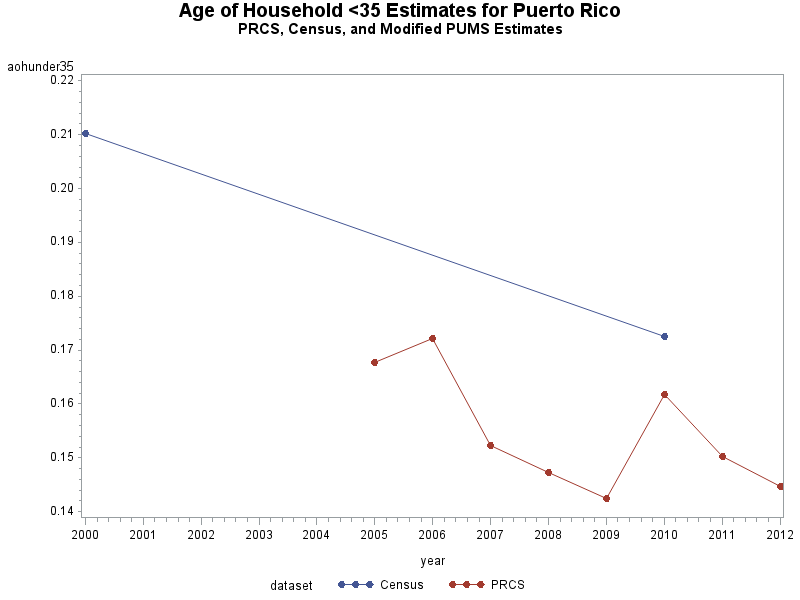 Age of Household <35 Estimates for Puerto Rico
PRCS, Census, and Modified PUMS Estimates
aohunder35
0.22
0.21
0.20
0.19
0.18
0.17
0.16
0.15
0.14
2000 2001 2002 2003 2004 2005 2006 2007 2008 2009 2010 2011 2012
year
dataset Census PRCS